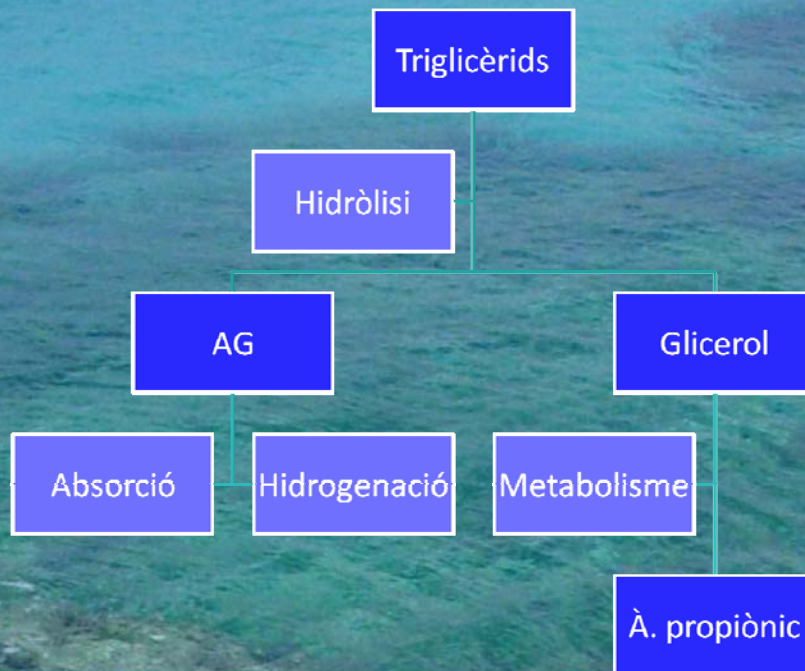 Triglicèrids
Hidròlisi
AG
Glicerol
Absorció
Hidrogenació
Metabolisme
À. propiònic